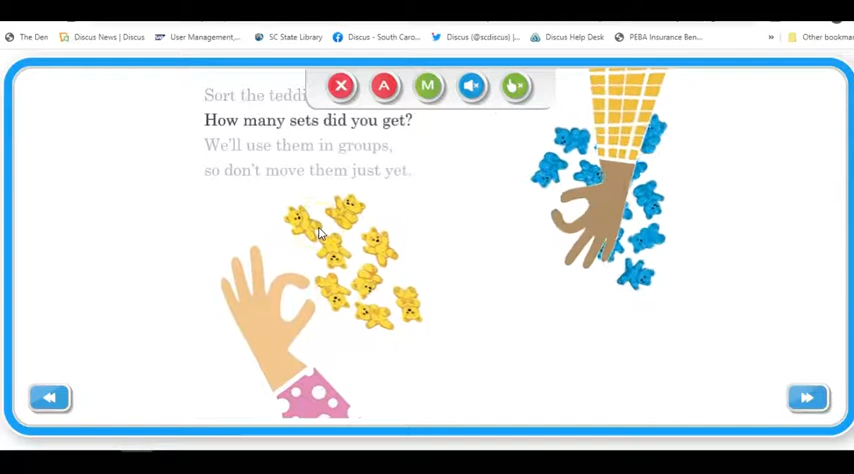 The Den
Discus News | Discus
User Management,...
SC State Library
Discus - South Caro...
Discus (@scdiscus) |...
Discus Help Desk
PEBA Insurance Ben...
»
Other bookmar
X
A
M
Sort the teddi
How many sets did you get?
We'll use them in groups,
so don't move them just yet.